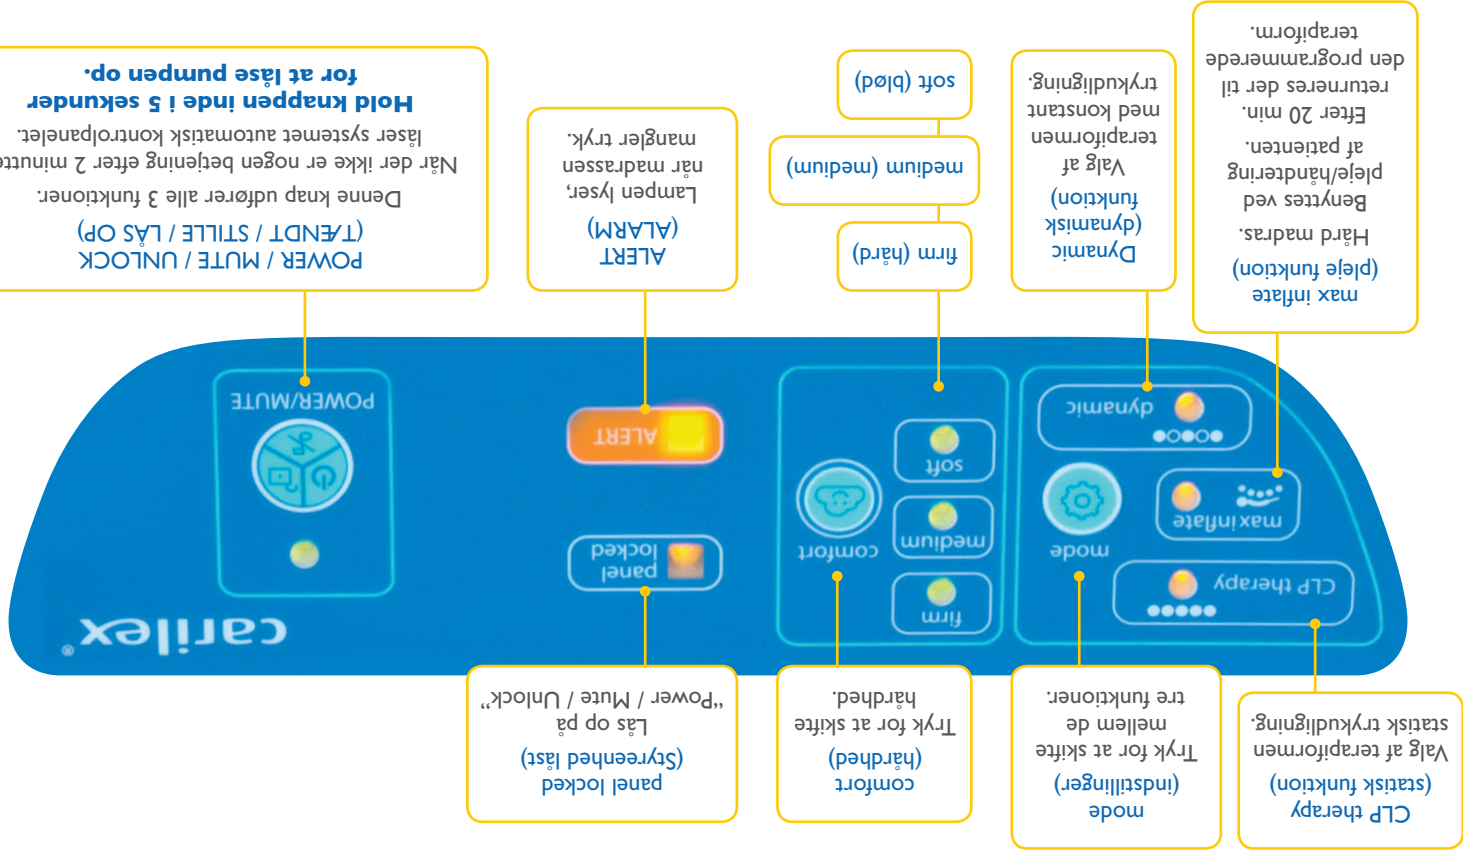 CLP therapy
(statisk funktion)
Valg af terapiformen
statisk trykudligning.
mode
(indstillinger)
Tryk for at skifte
mellem de
tre funktioner.
comfort
(hårdhed)
Tryk for at skifte
hårdhed.
panel locked
(Styreenhed låst)
Lås op på
“Power / Mute / Unlock”
CLP therapy
max inflate
dynamic
mode
firm
medium
soft
comfort
panel
locked
ALERT
carilex®
POWER/MUTE
max inflate
(pleje funktion)
Hård madras.
Benyttes ved
pleje/håndtering
af patienten.
Efter 20 min.
returneres der til
den programmerede
terapiform.
Dynamic
(dynamisk
funktion)
Valg af
terapiformen
med konstant
trykudligning.
firm (hård)
medium (medium)
soft (blød)
ALERT
(ALARM)
Lampen lyser,
når madrassen
mangler tryk.
POWER / MUTE / UNLOCK
(TÆNDT / STILLE / LÅS OP)
Denne knap udfører alle 3 funktioner.
Når der ikke er nogen betjening efter 2 minutte
låser systemet automatisk kontrolpanelet.
Hold knappen inde i 5 sekunder
for at låse pumpen op.